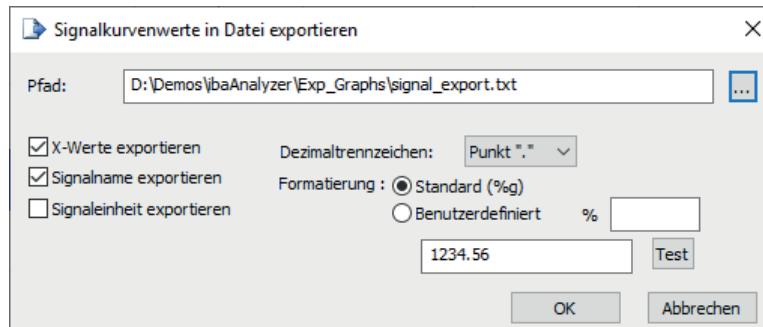 Signalkurvenwerte in Datei exportieren
Pfad: D:\Demos\ibaAnalyzer\Exp_Graphs\signal_export.txt ...
X-Werte exportieren Dezimaltrennzeichen: Punkt "."
Signalname exportieren Formatierung : Standard (%g)
Signaleinheit exportieren Benutzerdefiniert %
1234.56 Test
OK Abbrechen